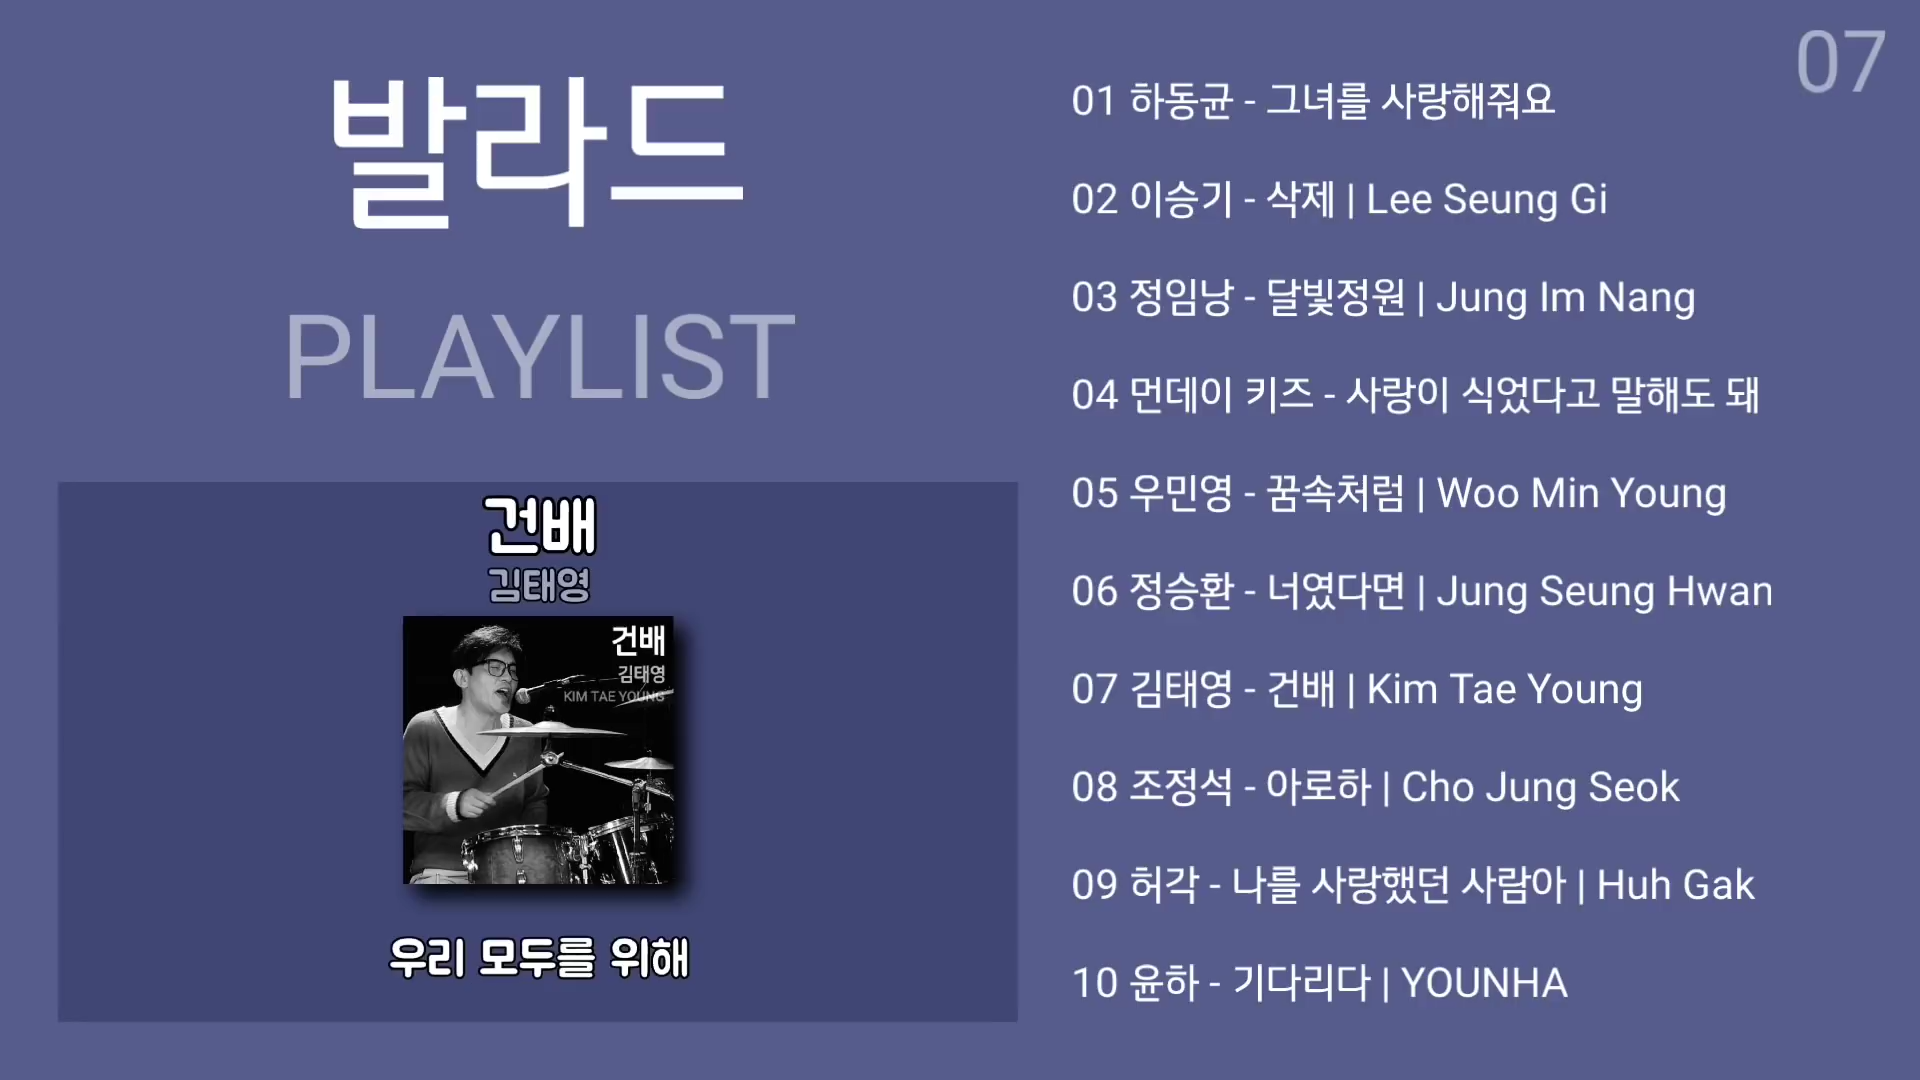 발라드
PLAYLIST
건배
김태영
건배
김태영
KIM TAE YOUNG
우리 모두를 위해
07
01 하동균 - 그녀를 사랑해줘요
02 이승기 - 삭제 | Lee Seung Gi
03 정임낭 - 달빛정원 | Jung Im Nang
04 먼데이 키즈 - 사랑이 식었다고 말해도 돼
05 우민영 - 꿈속처럼 | Woo Min Young
06 정승환 - 너였다면 | Jung Seung Hwan
07 김태영 - 건배 | Kim Tae Young
08 조정석 - 아로하 | Cho Jung Seok
09 허각 - 나를 사랑했던 사람아 | Huh Gak
10 윤하 - 기다리다 | YOUNHA